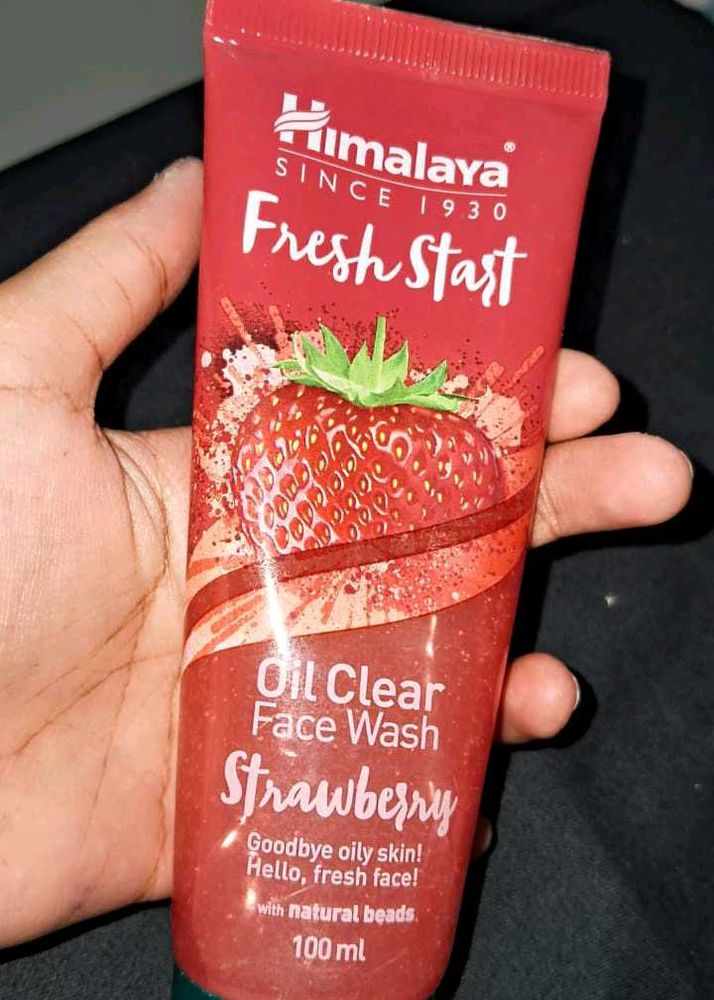 Himalaya®
SINCE 1930
Fresh Start
Oil Clear
Face Wash
Strawberry
Goodbye oily skin!
Hello, fresh face!
with natural beads
100 ml